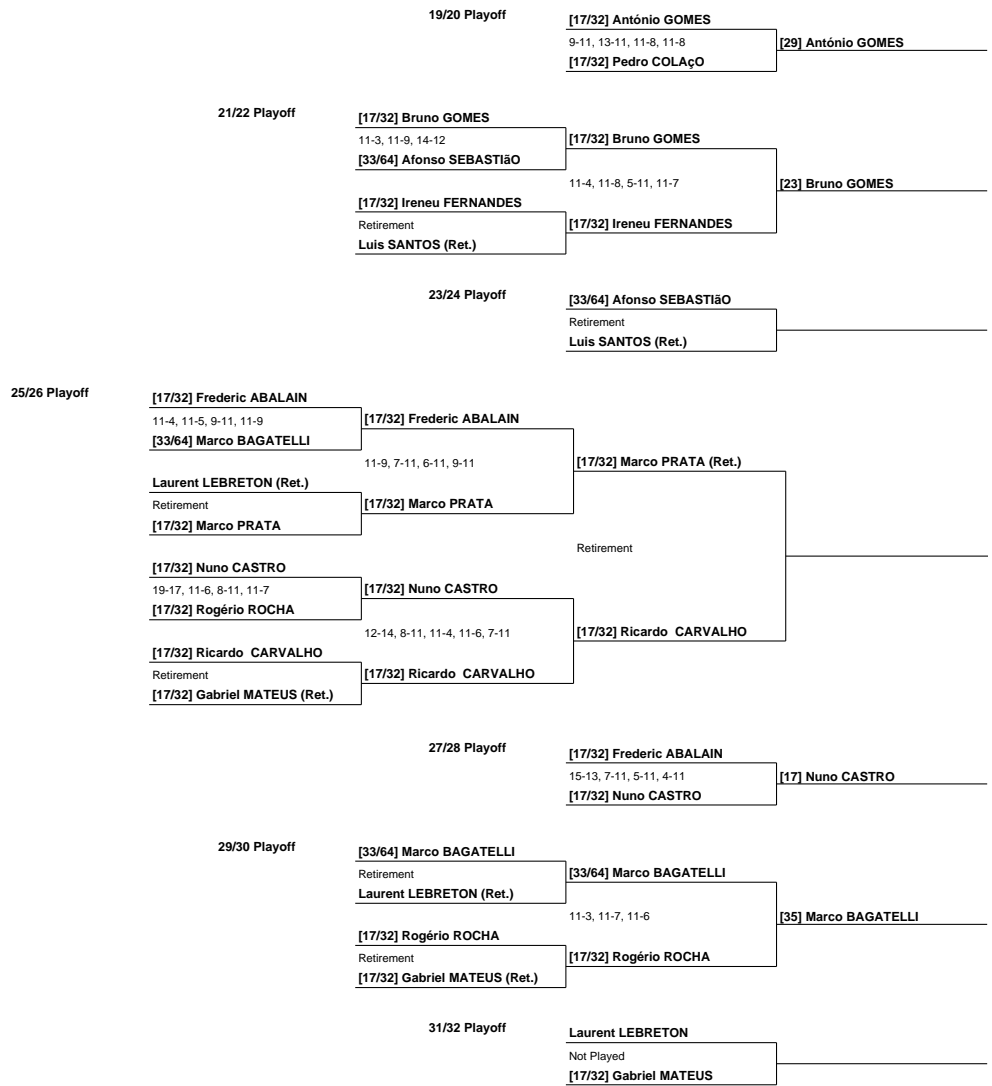 19/20 Playoff
[17/32] António GOMES
9-11, 13-11, 11-8, 11-8
[29] António GOMES
[17/32] Pedro COLAçO
21/22 Playoff
[17/32] Bruno GOMES
11-3, 11-9, 14-12
[17/32] Bruno GOMES
[33/64] Afonso SEBASTIãO
11-4, 11-8, 5-11, 11-7
[23] Bruno GOMES
[17/32] Ireneu FERNANDES
Retirement
[17/32] Ireneu FERNANDES
Luis SANTOS (Ret.)
23/24 Playoff
[33/64] Afonso SEBASTIãO
Retirement
Luis SANTOS (Ret.)
25/26 Playoff
[17/32] Frederic ABALAIN
11-4, 11-5, 9-11, 11-9
[17/32] Frederic ABALAIN
[33/64] Marco BAGATELLI
11-9, 7-11, 6-11, 9-11
[17/32] Marco PRATA (Ret.)
Laurent LEBRETON (Ret.)
Retirement
[17/32] Marco PRATA
[17/32] Marco PRATA
Retirement
[17/32] Nuno CASTRO
19-17, 11-6, 8-11, 11-7
[17/32] Nuno CASTRO
[17/32] Rogério ROCHA
12-14, 8-11, 11-4, 11-6, 7-11
[17/32] Ricardo  CARVALHO
[17/32] Ricardo  CARVALHO
Retirement
[17/32] Ricardo  CARVALHO
[17/32] Gabriel MATEUS (Ret.)
27/28 Playoff
[17/32] Frederic ABALAIN
15-13, 7-11, 5-11, 4-11
[17] Nuno CASTRO
[17/32] Nuno CASTRO
29/30 Playoff
[33/64] Marco BAGATELLI
Retirement
[33/64] Marco BAGATELLI
Laurent LEBRETON (Ret.)
11-3, 11-7, 11-6
[35] Marco BAGATELLI
[17/32] Rogério ROCHA
Retirement
[17/32] Rogério ROCHA
[17/32] Gabriel MATEUS (Ret.)
31/32 Playoff
Laurent LEBRETON
Not Played
[17/32] Gabriel MATEUS